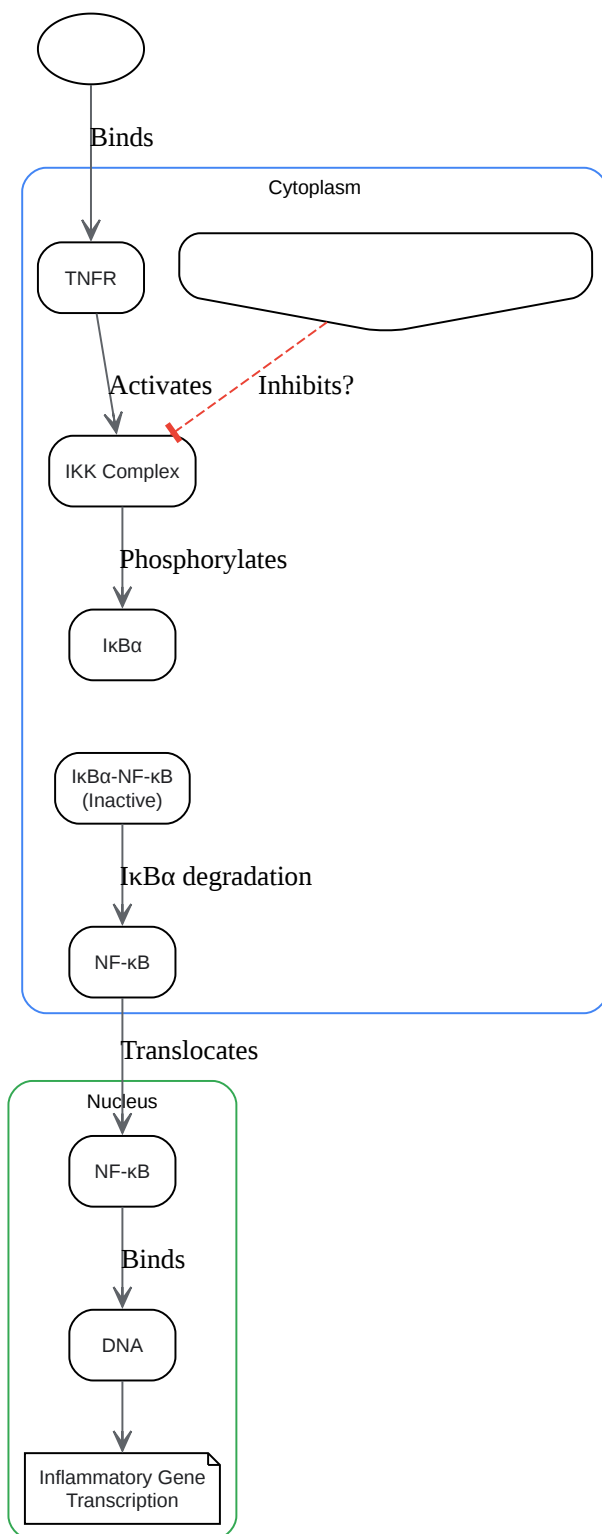 Binds
Cytoplasm
TNFR
Activates
Inhibits?
IKK Complex
Phosphorylates
IκBα
IκBα-NF-κB
(Inactive)
IκBα degradation
NF-κB
Translocates
Nucleus
NF-κB
Binds
DNA
Inflammatory Gene
Transcription